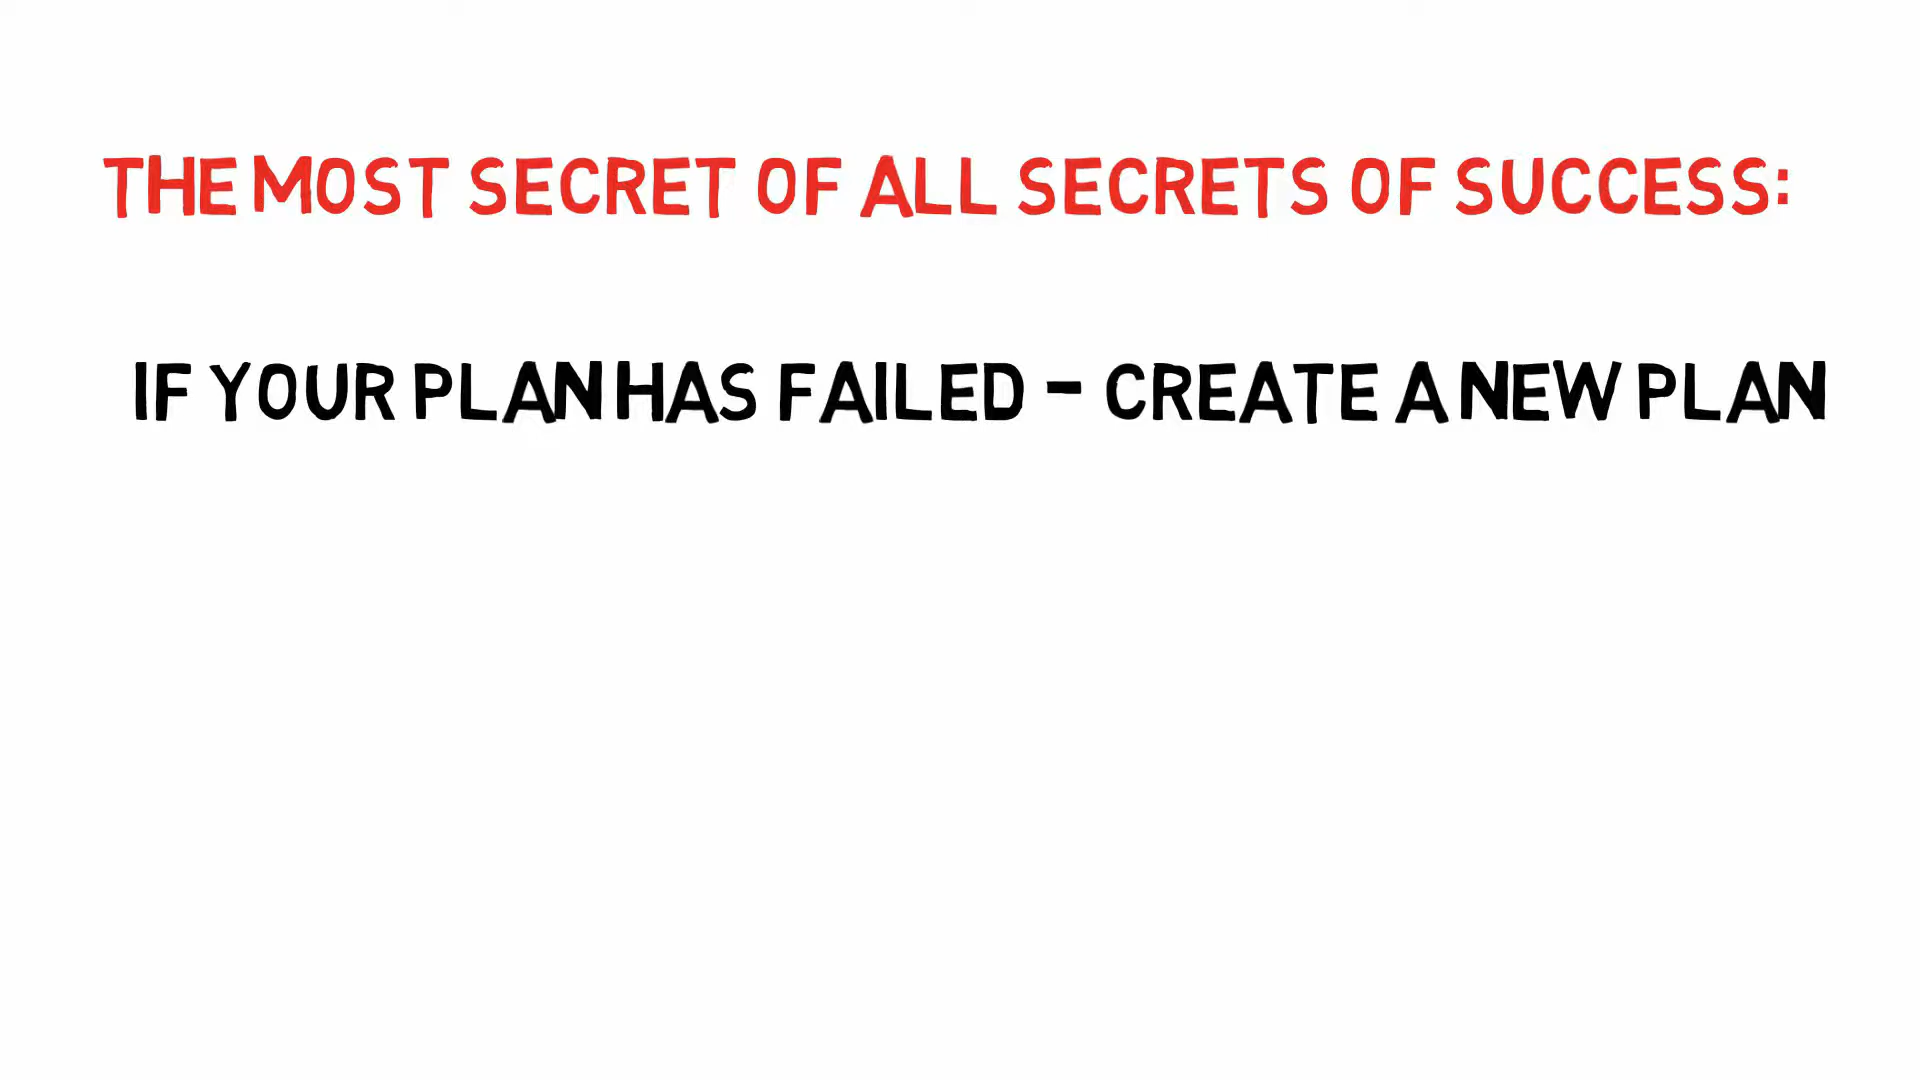 THE MOST SECRET OF ALL SECRETS OF SUCCESS:
IF YOUR PLAN HAS FAILED - CREATE A NEW PLAN